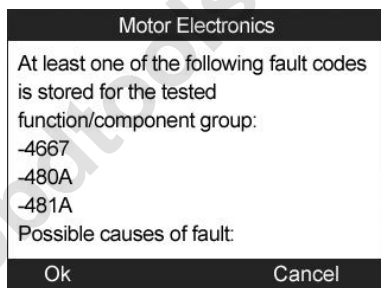 Motor Electronics
At least one of the following fault codes
is stored for the tested
function/component group:
-4667
-480A
-481A
Possible causes of fault:
Ok Cancel